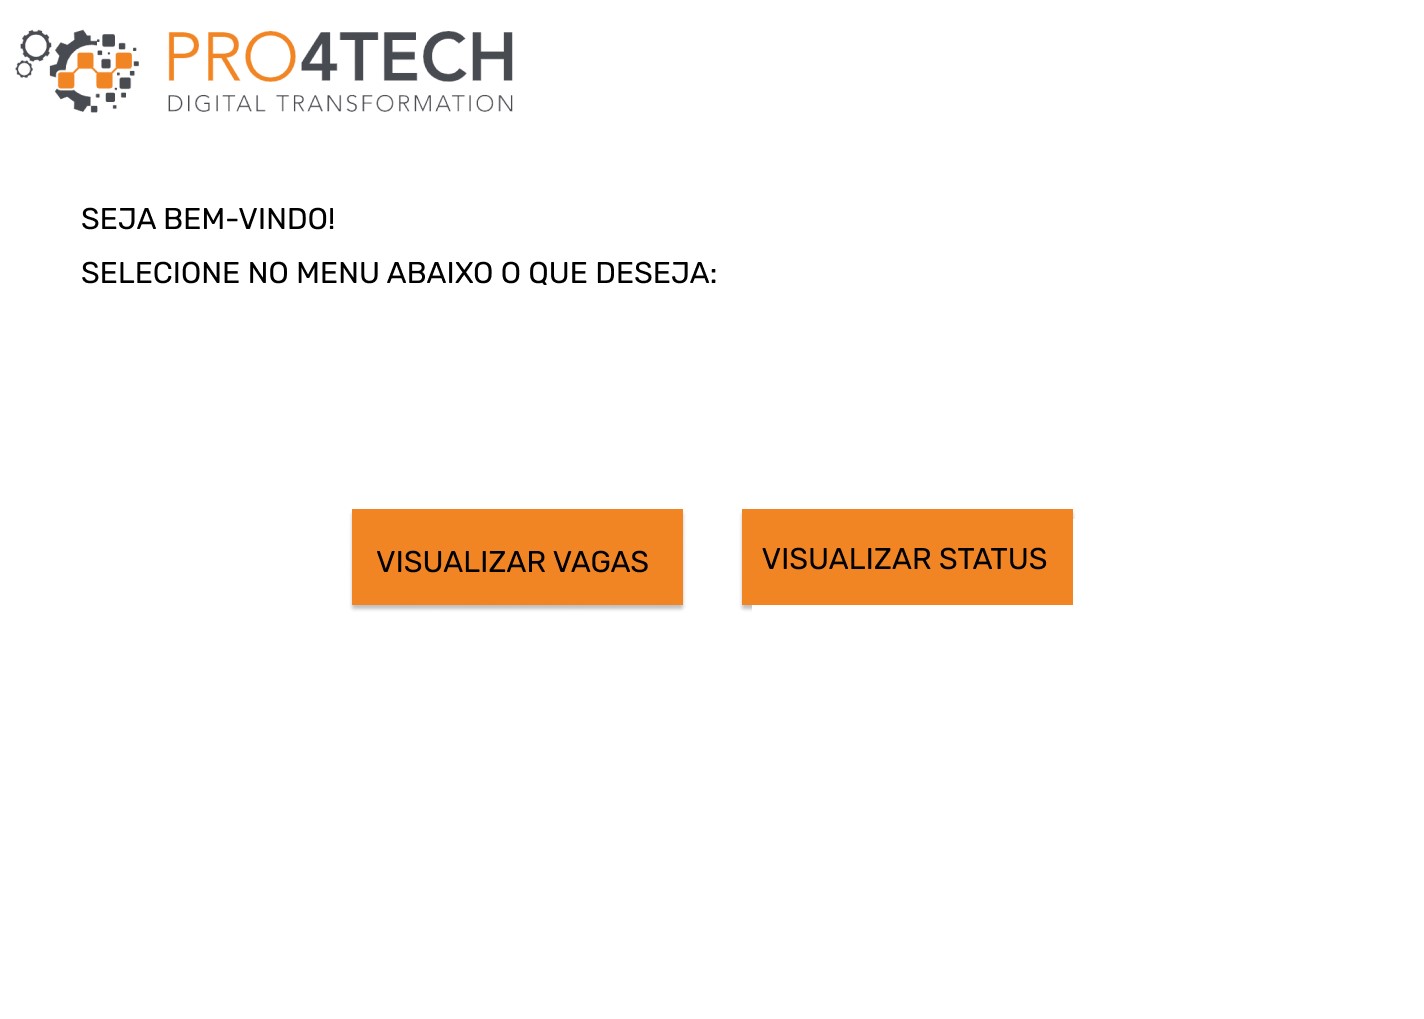 PRO4TECH
DIGITAL TRANSFORMATION
SEJA BEM-VINDO!
SELECIONE NO MENU ABAIXO O QUE DESEJA:
VISUALIZAR VAGAS
VISUALIZAR STATUS